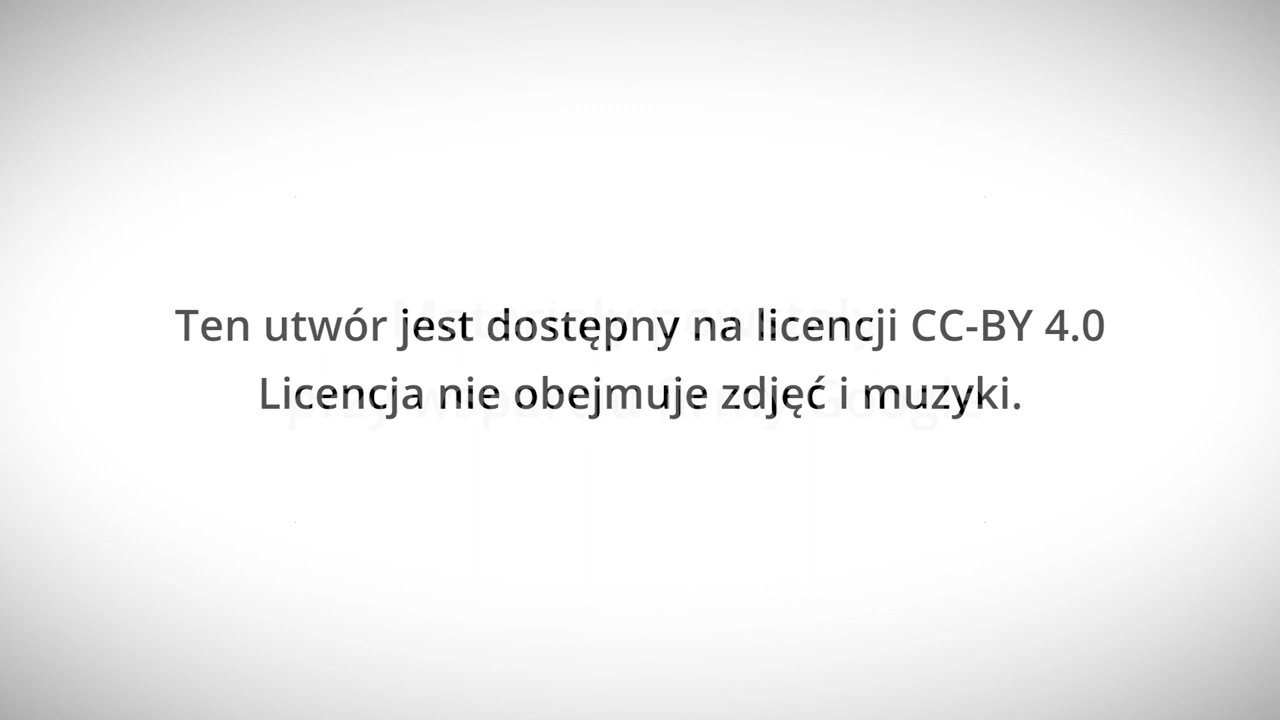 Ten utwór jest dostępny na licencji CC-BY 4.0
Licencja nie obejmuje zdjęć i muzyki.